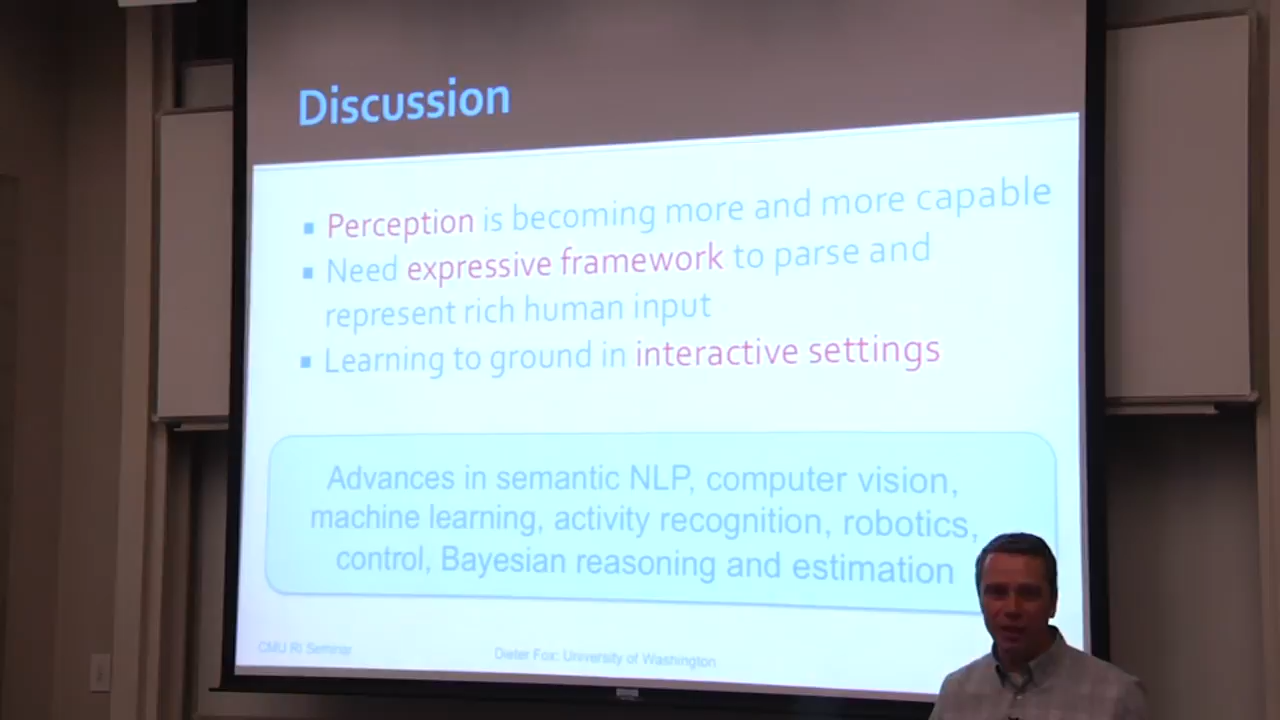 Discussion
▪ Perception is becoming more and more capable
▪ Need expressive framework to parse and
represent rich human input
▪ Learning to ground in interactive settings
Advances in semantic NLP, computer vision,
machine learning, activity recognition, robotics,
control, Bayesian reasoning and estimation
CMU RI Seminar
Dieter Fox: University of Washington